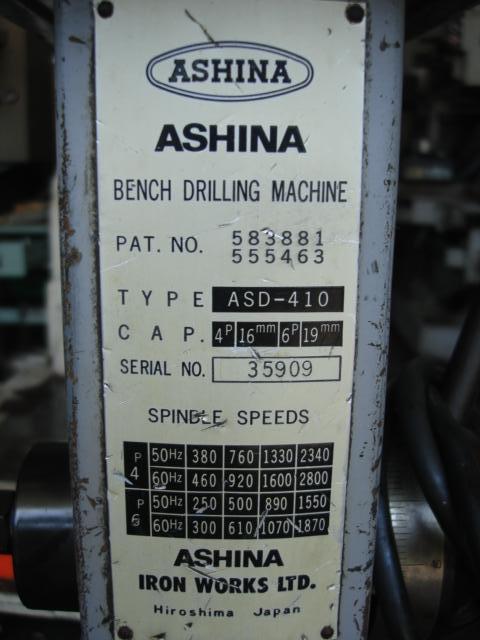 ASHINA
ASHINA
BENCH DRILLING MACHINE
PAT. NO. 583881
555463
TYPE ASD-410
CAP. 4P 16mm 6P 19mm
SERIAL NO. 35909
SPINDLE SPEEDS
P 4 50Hz 380 760 1330 2340
60Hz 460 920 1600 2800
P 6 50Hz 250 500 890 1550
60Hz 300 610 1070 1870
ASHINA
IRON WORKS LTD.
Hiroshima Japan